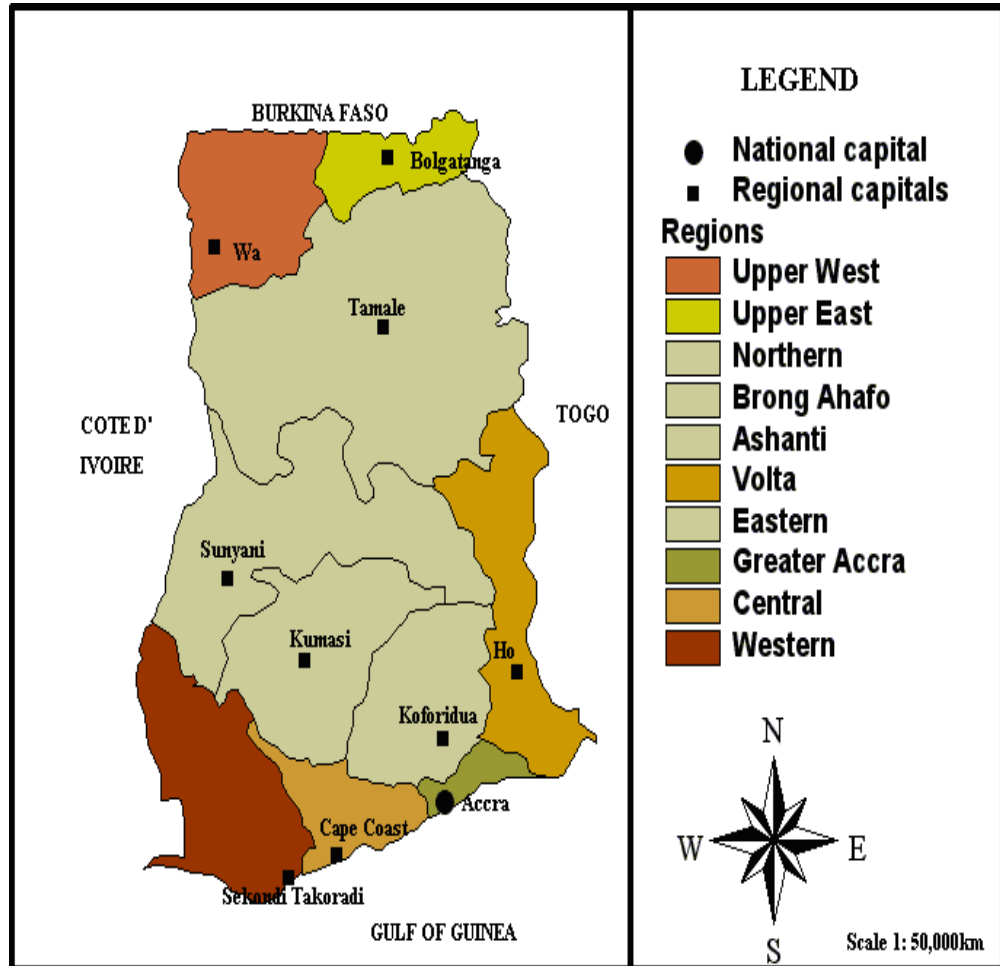 BURKINA FASO
Bolgatanga
Wa
Tamale
COTE D'
IVOIRE
TOGO
Sunyani
Kumasi
Ho
Koforidua
Accra
Cape Coast
Sekondi Takoradi
GULF OF GUINEA
LEGEND
National capital
Regional capitals
Regions
Upper West
Upper East
Northern
Brong Ahafo
Ashanti
Volta
Eastern
Greater Accra
Central
Western
N
W
E
S
Scale 1: 50,000km